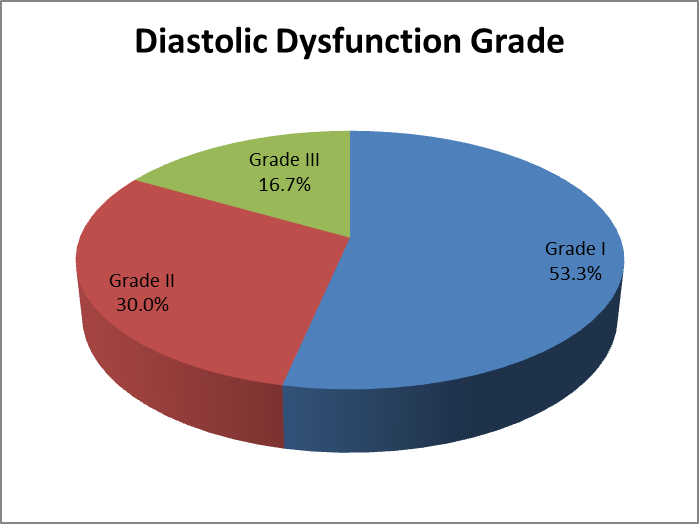 Diastolic Dysfunction Grade
Grade III
16.7%
Grade I
53.3%
Grade II
30.0%